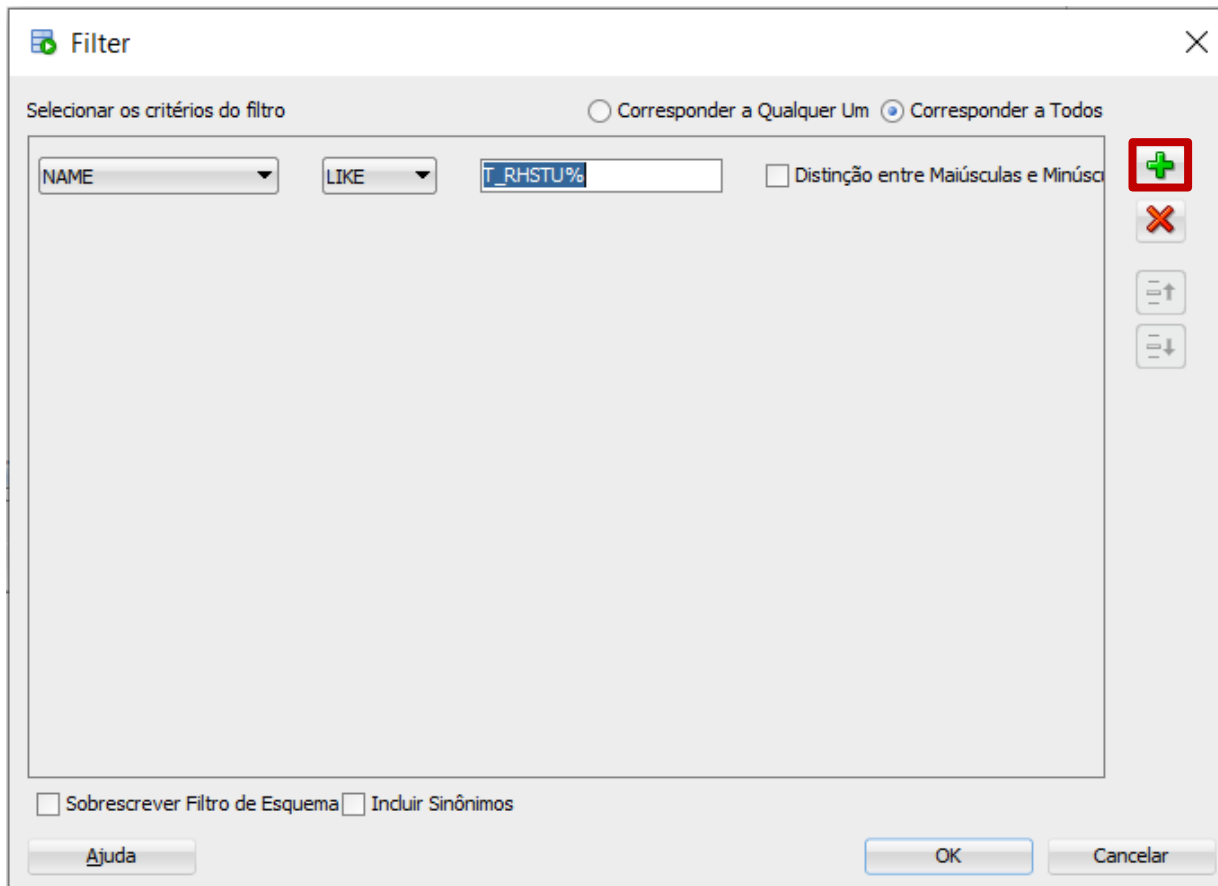 Filter
Selecionar os critérios do filtro Corresponder a Qualquer Um Corresponder a Todos
NAME LIKE T_RHSTU% Distinção entre Maiúsculas e Minúscu
Sobrescrever Filtro de Esquema Incluir Sinônimos
Ajuda OK Cancelar